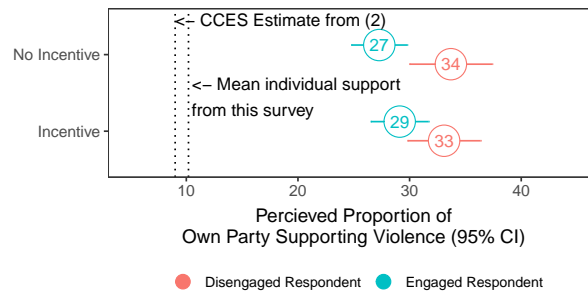 <– CCES Estimate from (2)
No Incentive
27
34
<– Mean individual support
from this survey
Incentive
29
33
10
20
30
40
Percieved Proportion of
Own Party Supporting Violence (95% CI)
Disengaged Respondent
Engaged Respondent